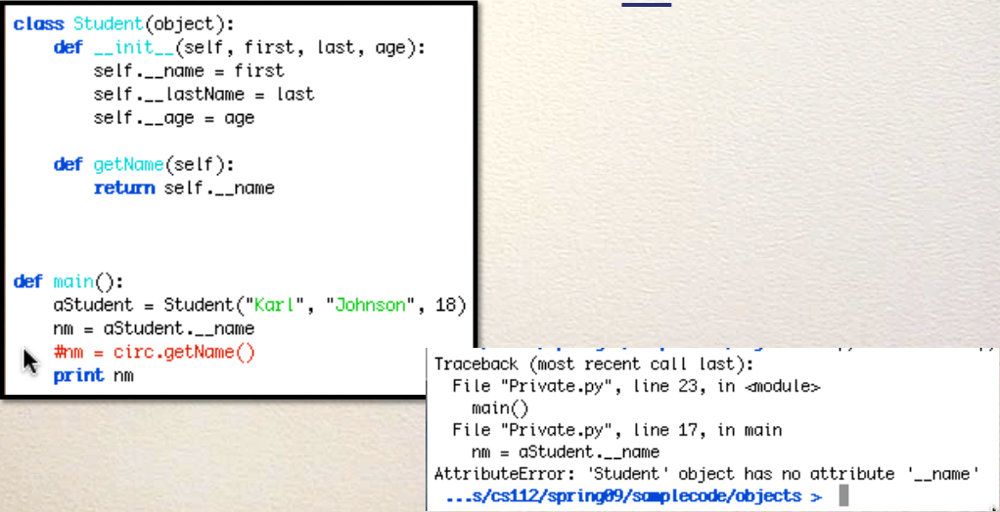 class Student(object):
def __init__(self, first, last, age):
self.__name = first
self.__lastName = last
self.__age = age
def getName(self):
return self.__name
def main():
aStudent = Student("Karl", "Johnson", 18)
nm = aStudent.__name
#nm = circ.getName()
print nm
Traceback (most recent call last):
File "Private.py", line 23, in <module>
main()
File "Private.py", line 17, in main
nm = aStudent.__name
AttributeError: 'Student' object has no attribute '__name'
...s/cs112/spring09/samplecode/objects >